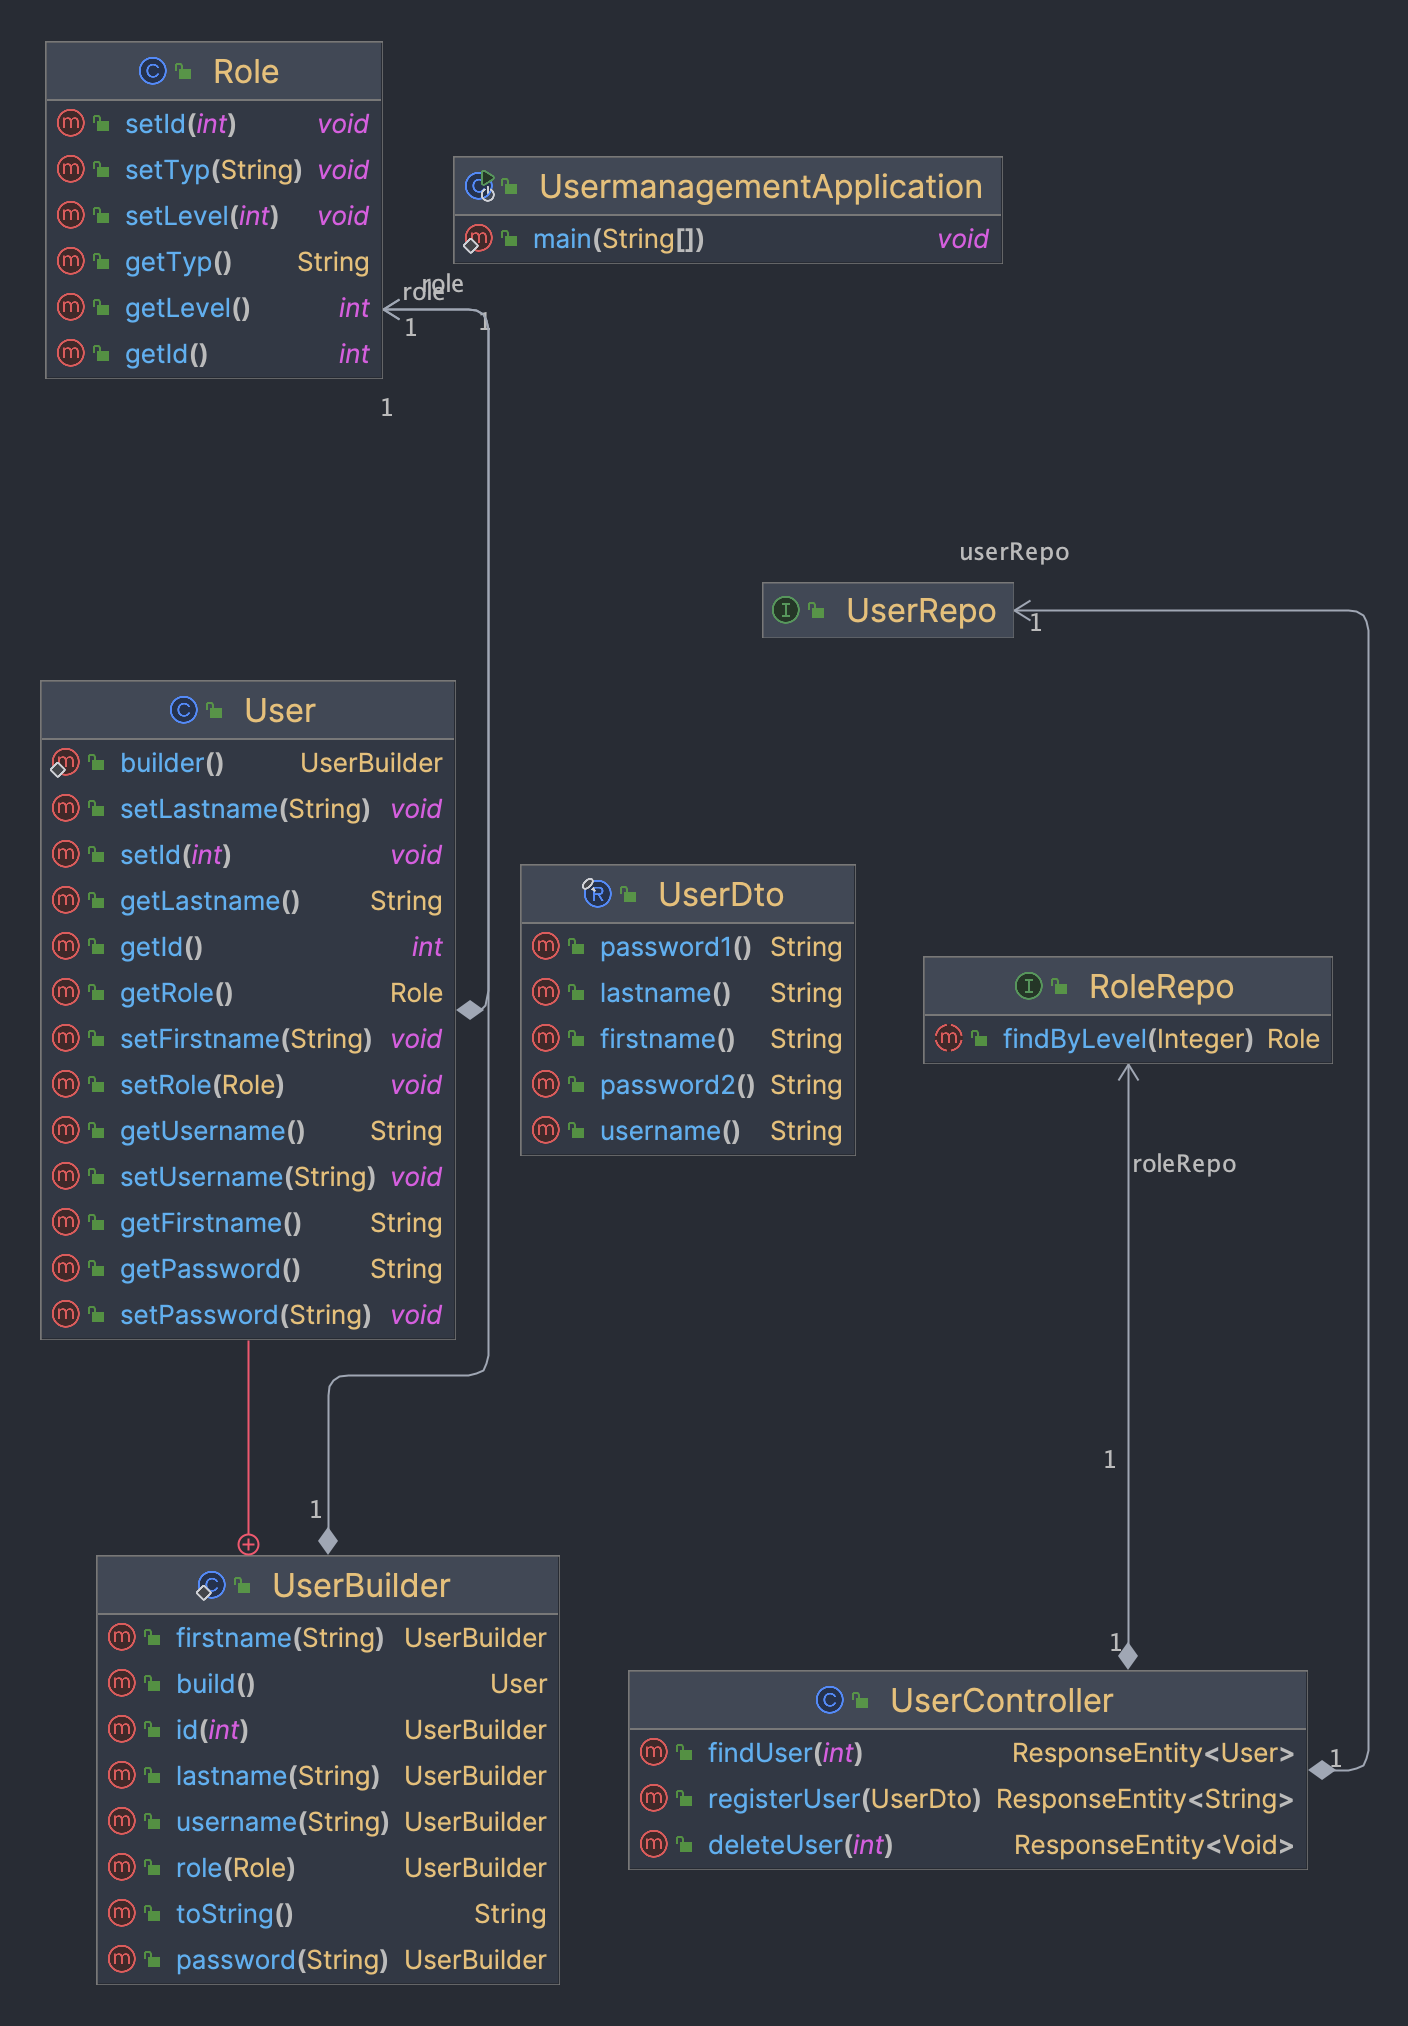 Role
setId(int) void
setTyp(String) void
setLevel(int) void
getTyp() String
getLevel() int
getId() int
UsermanagementApplication
main(String[]) void
role
role
1
1
1
userRepo
UserRepo
1
User
builder() UserBuilder
setLastname(String) void
setId(int) void
getLastname() String
getId() int
getRole() Role
setFirstname(String) void
setRole(Role) void
getUsername() String
setUsername(String) void
getFirstname() String
getPassword() String
setPassword(String) void
UserDto
password1() String
lastname() String
firstname() String
password2() String
username() String
RoleRepo
findByLevel(Integer) Role
roleRepo
1
1
1
UserBuilder
firstname(String) UserBuilder
build() User
id(int) UserBuilder
lastname(String) UserBuilder
username(String) UserBuilder
role(Role) UserBuilder
toString() String
password(String) UserBuilder
UserController
findUser(int) ResponseEntity<User>
registerUser(UserDto) ResponseEntity<String>
deleteUser(int) ResponseEntity<Void>
1